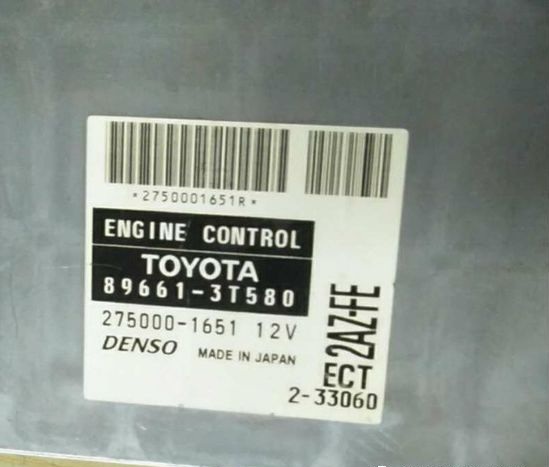 *2750001651R*
ENGINE CONTROL
TOYOTA
89661-3T580
275000-1651 12V
DENSO MADE IN JAPAN
2AZ-FE
ECT
2-33060